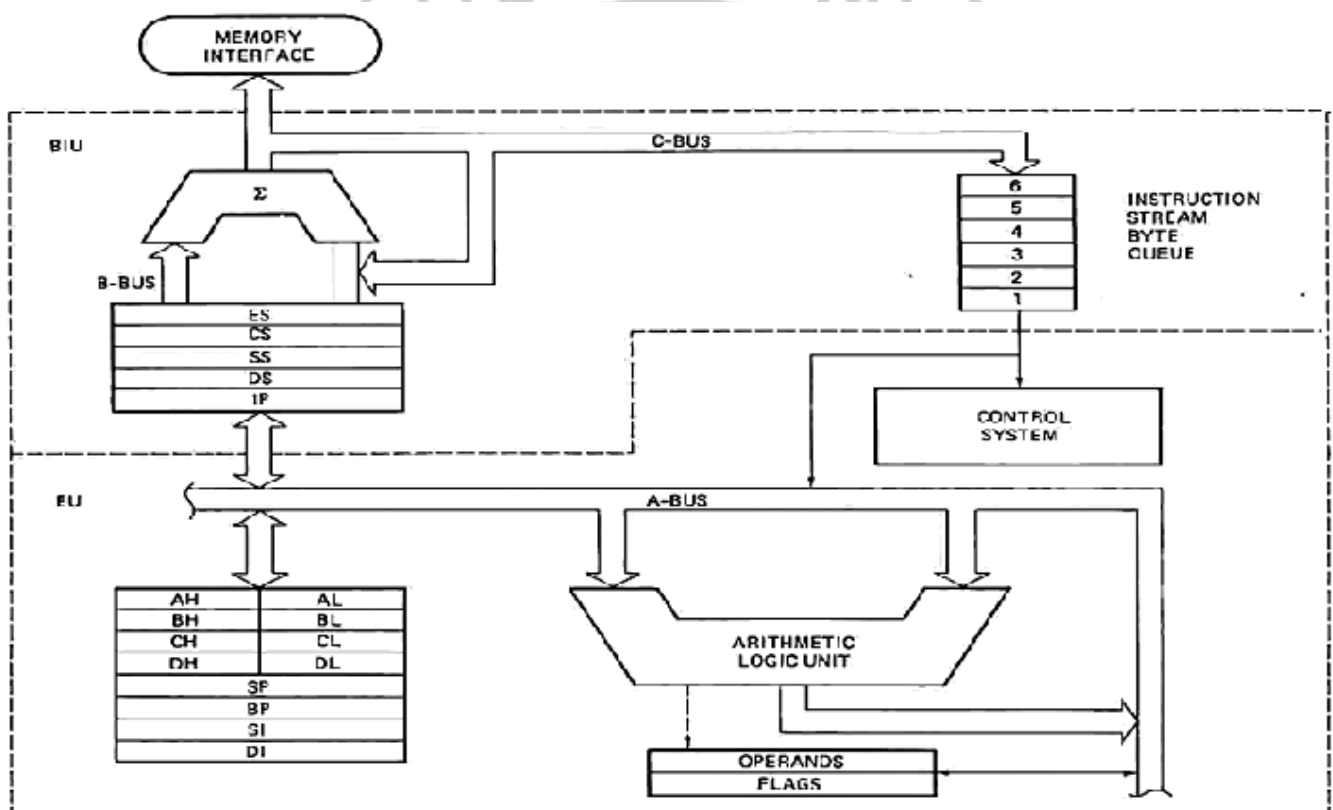 MEMORY
INTERFACE
BIU
C-BUS
Σ
6
5
4
3
2
1
INSTRUCTION
STREAM
BYTE
QUEUE
B-BUS
ES
CS
SS
DS
IP
CONTROL
SYSTEM
EU
A-BUS
AH AL
BH BL
CH CL
DH DL
SP
BP
SI
DI
ARITHMETIC
LOGIC UNIT
OPERANDS
FLAGS